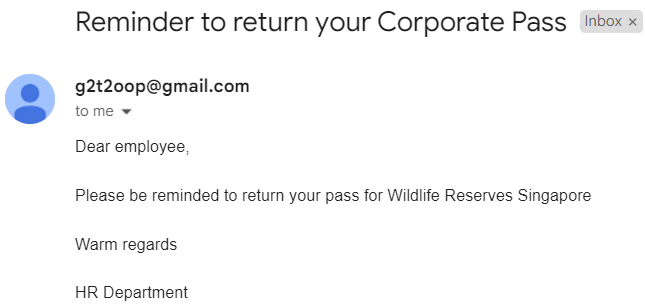 Reminder to return your Corporate Pass Inbox ×
g2t2oop@gmail.com
to me
Dear employee,
Please be reminded to return your pass for Wildlife Reserves Singapore
Warm regards
HR Department